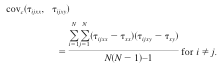 cov_s(τ_{ijxx}, τ_{ijxy})
= \frac{\sum_{i=1}^{N}\sum_{j=1}^{N}(τ_{ijxx} − τ_{xx})(τ_{ijxy} − τ_{xy})}{N(N−1)−1} for i ≠ j.